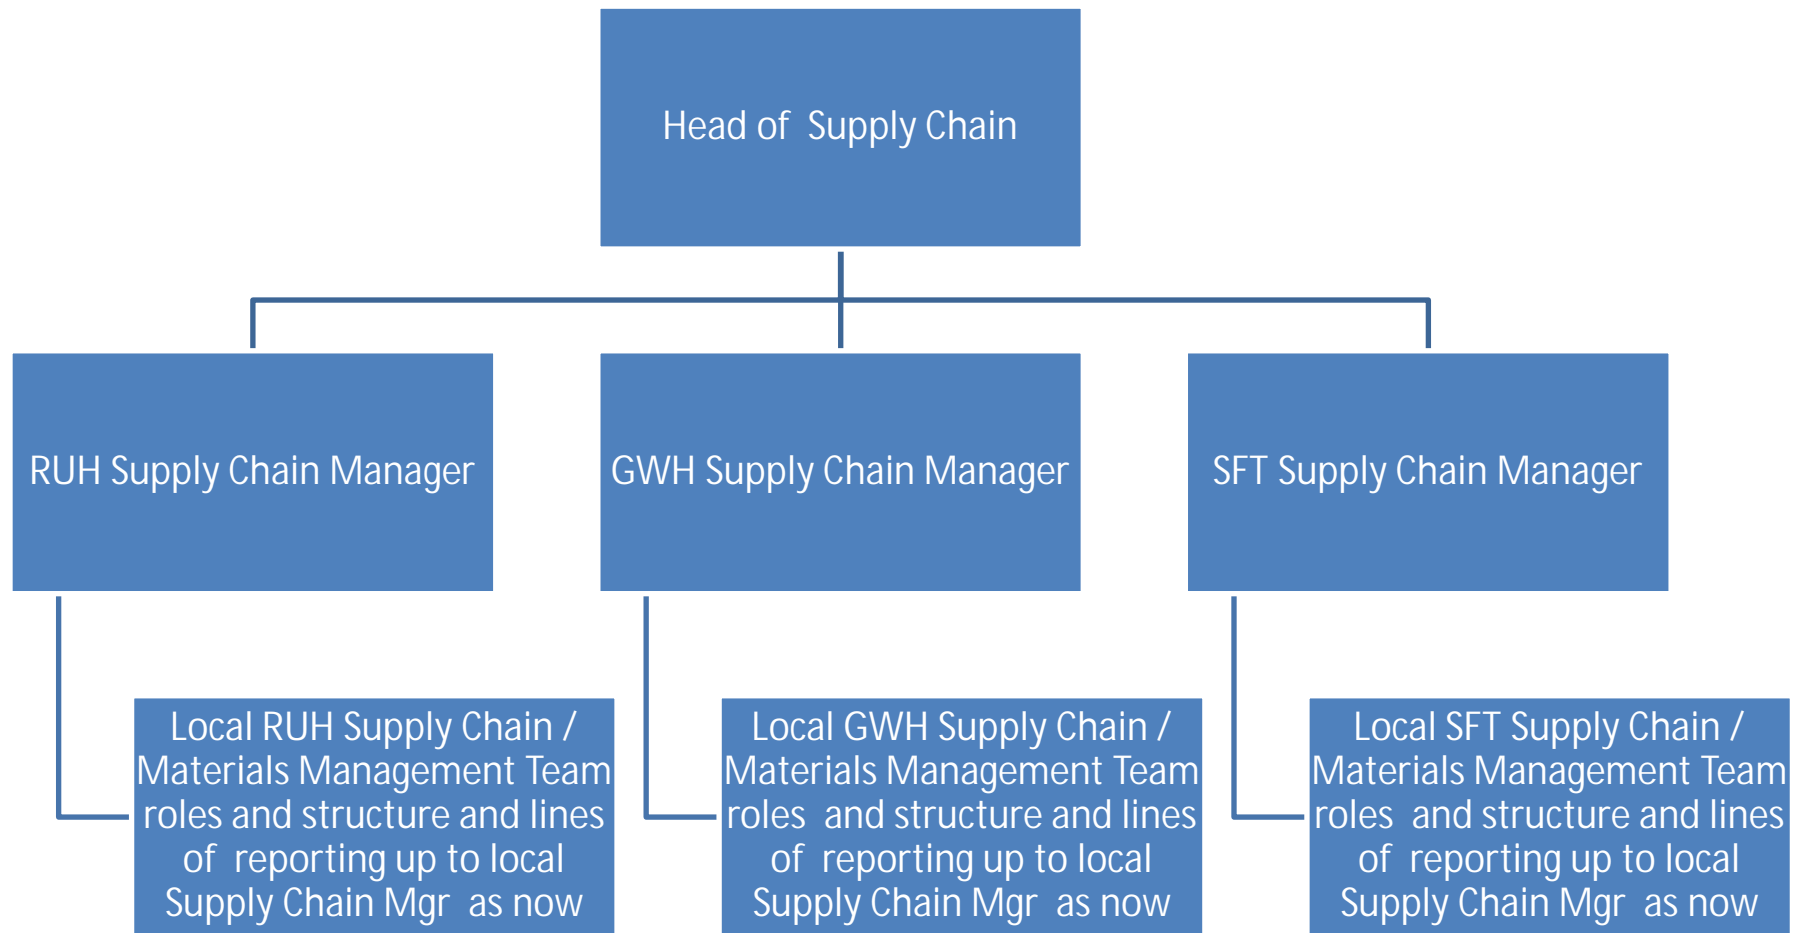 Head of Supply Chain
RUH Supply Chain Manager
GWH Supply Chain Manager
SFT Supply Chain Manager
Local RUH Supply Chain /
Materials Management Team
roles and structure and lines
of reporting up to local
Supply Chain Mgr as now
Local GWH Supply Chain /
Materials Management Team
roles and structure and lines
of reporting up to local
Supply Chain Mgr as now
Local SFT Supply Chain /
Materials Management Team
roles and structure and lines
of reporting up to local
Supply Chain Mgr as now